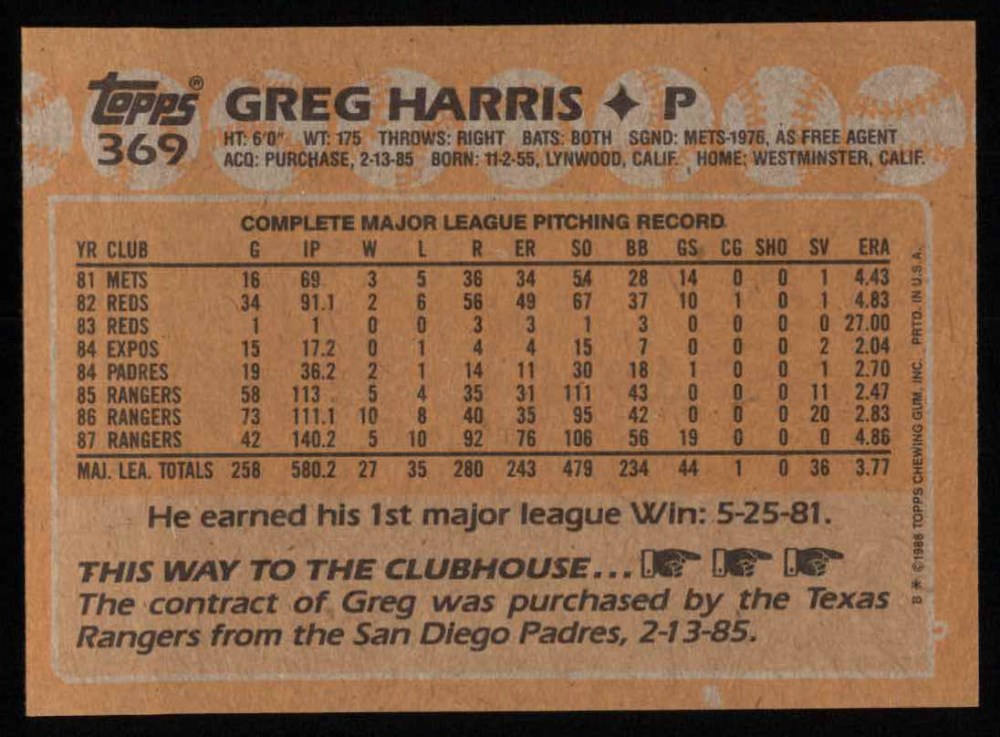 Topps® GREG HARRIS ✦ P
369 HT: 6'0" WT: 175 THROWS: RIGHT BATS: BOTH SGND: METS-1976, AS FREE AGENT
ACQ: PURCHASE, 2-13-85 BORN: 11-2-55, LYNWOOD, CALIF. HOME: WESTMINSTER, CALIF.
COMPLETE MAJOR LEAGUE PITCHING RECORD
YR CLUB G IP W L R ER SO BB GS CG SHO SV ERA
81 METS 16 69 3 5 36 34 54 28 14 0 0 1 4.43
82 REDS 34 91.1 2 6 56 49 67 37 10 1 0 1 4.83
83 REDS 1 1 0 0 3 3 1 3 0 0 0 0 27.00
84 EXPOS 15 17.2 0 1 4 4 15 7 0 0 0 2 2.04
84 PADRES 19 36.2 2 1 14 11 30 18 1 0 0 1 2.70
85 RANGERS 58 113 5 4 35 31 111 43 0 0 0 11 2.47
86 RANGERS 73 111.1 10 8 40 35 95 42 0 0 0 20 2.83
87 RANGERS 42 140.2 5 10 92 76 106 56 19 0 0 0 4.86
MAJ. LEA. TOTALS 258 580.2 27 35 280 243 479 234 44 1 0 36 3.77
He earned his 1st major league Win: 5-25-81.
THIS WAY TO THE CLUBHOUSE...
The contract of Greg was purchased by the Texas
Rangers from the San Diego Padres, 2-13-85.
B * ©1988 TOPPS CHEWING GUM, INC. PRTD. IN U.S.A.